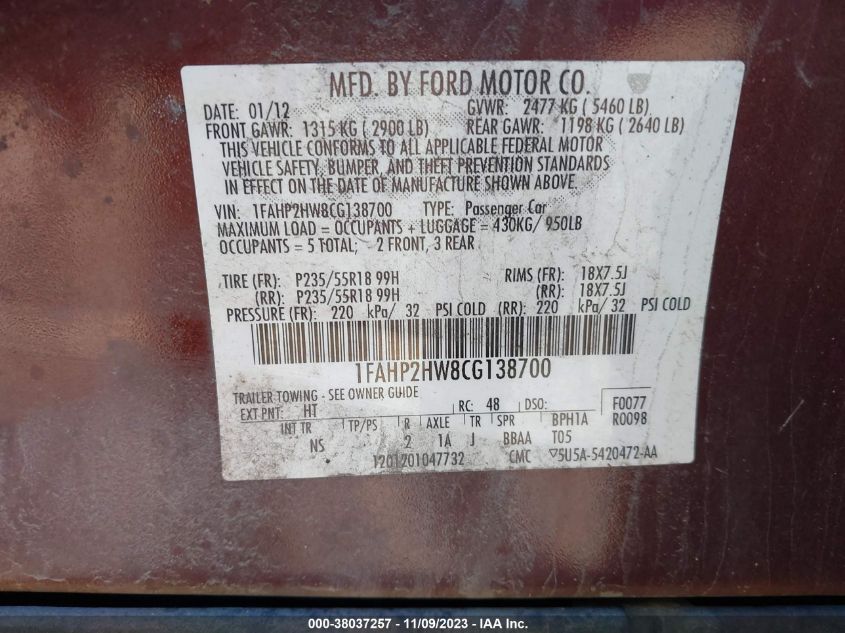 MFD. BY FORD MOTOR CO.
DATE: 01/12 GVWR: 2477 KG ( 5460 LB)
FRONT GAWR: 1315 KG ( 2900 LB) REAR GAWR: 1198 KG ( 2640 LB)
THIS VEHICLE CONFORMS TO ALL APPLICABLE FEDERAL MOTOR
VEHICLE SAFETY, BUMPER, AND THEFT PREVENTION STANDARDS
IN EFFECT ON THE DATE OF MANUFACTURE SHOWN ABOVE.
VIN: 1FAHP2HW8CG138700 TYPE: Passenger Car
MAXIMUM LOAD = OCCUPANTS + LUGGAGE = 430KG/ 950LB
OCCUPANTS = 5 TOTAL; 2 FRONT, 3 REAR
TIRE (FR): P235/55R18 99H RIMS (FR): 18X7.5J
(RR): P235/55R18 99H (RR): 18X7.5J
PRESSURE (FR): 220 kPa/ 32 PSI COLD (RR): 220 kPa/ 32 PSI COLD
1FAHP2HW8CG138700
TRAILER TOWING - SEE OWNER GUIDE
EXT PNT: HT RC: 48 DSO: F0077
INT TR TP/PS R AXLE TR SPR BPH1A R0098
NS 2 1A J BBAA T05
1201201047732 CMC ▽5U5A-5420472-AA
000-38037257 - 11/09/2023 - IAA Inc.